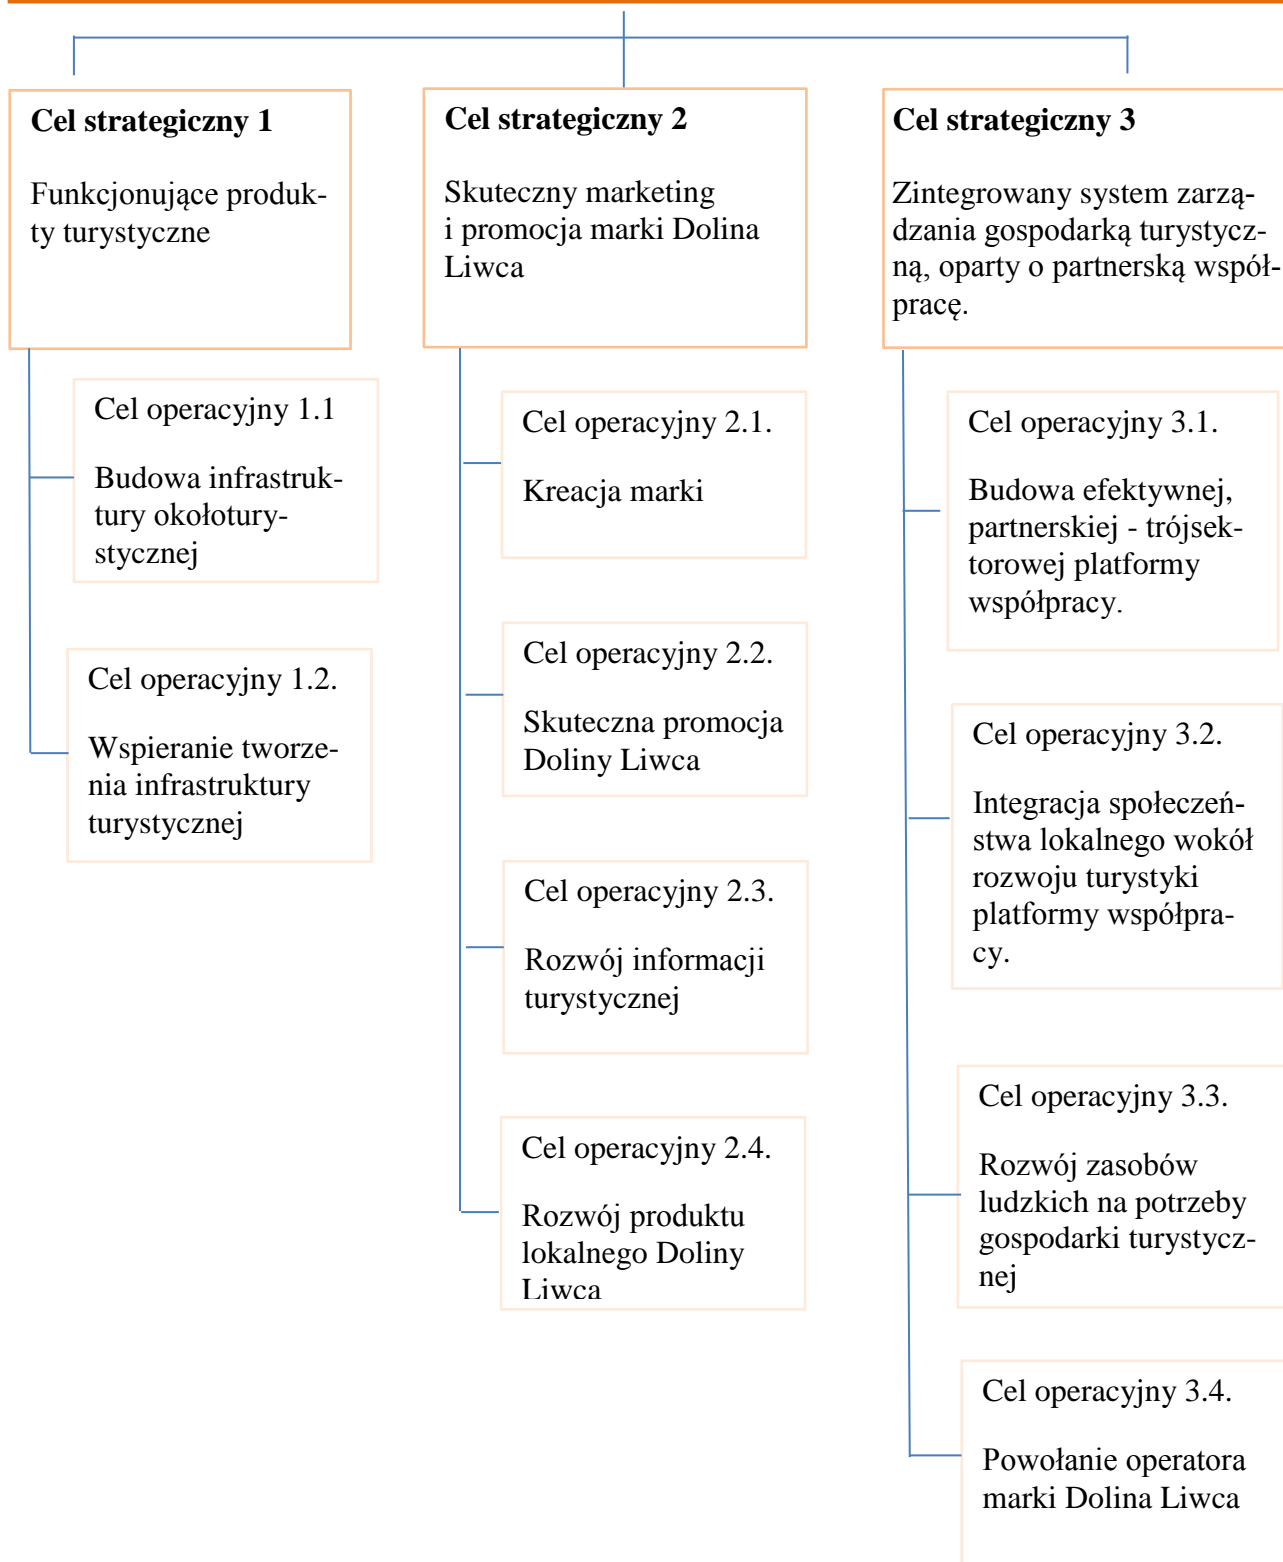 Cel strategiczny 1
Funkcjonujące produk-
ty turystyczne
Cel operacyjny 1.1
Budowa infrastruk-
tury okołotury-
stycznej
Cel operacyjny 1.2.
Wspieranie tworze-
nia infrastruktury
turystycznej
Cel strategiczny 2
Skuteczny marketing
i promocja marki Dolina
Liwca
Cel operacyjny 2.1.
Kreacja marki
Cel operacyjny 2.2.
Skuteczna promocja
Doliny Liwca
Cel operacyjny 2.3.
Rozwój informacji
turystycznej
Cel operacyjny 2.4.
Rozwój produktu
lokalnego Doliny
Liwca
Cel strategiczny 3
Zintegrowany system zarzą-
dzania gospodarką turystycz-
ną, oparty o partnerską współ-
pracę.
Cel operacyjny 3.1.
Budowa efektywnej,
partnerskiej - trójsek-
torowej platformy
współpracy.
Cel operacyjny 3.2.
Integracja społeczeń-
stwa lokalnego wokół
rozwoju turystyki
platformy współpra-
cy.
Cel operacyjny 3.3.
Rozwój zasobów
ludzkich na potrzeby
gospodarki turystycz-
nej
Cel operacyjny 3.4.
Powołanie operatora
marki Dolina Liwca